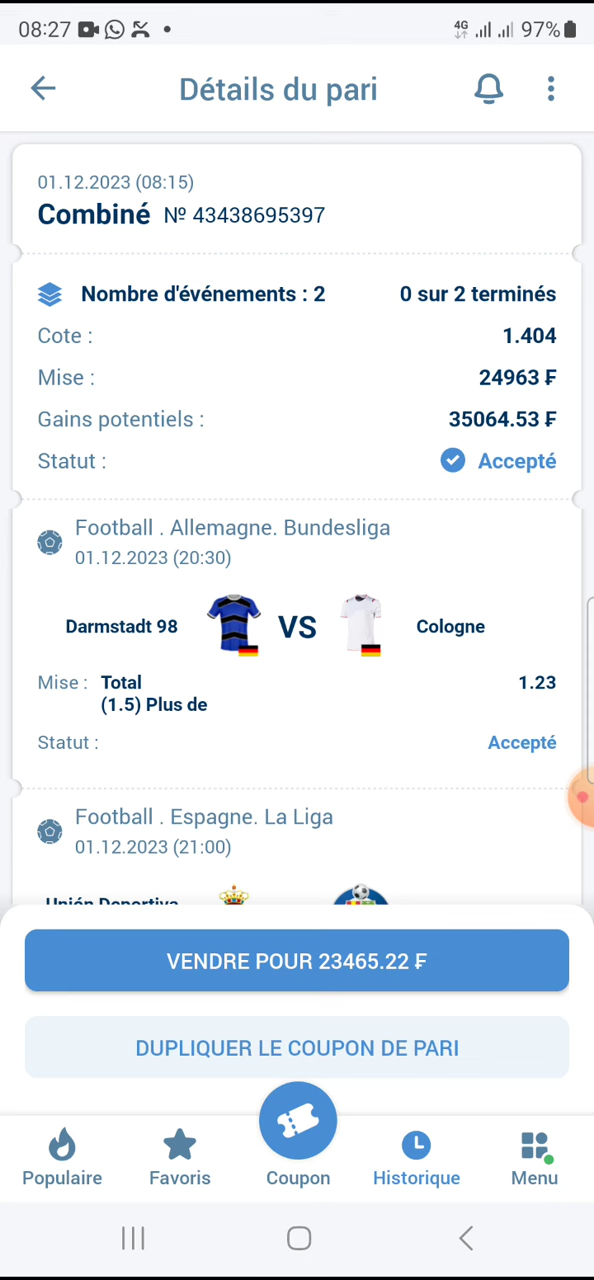 08:27
4G 97%
Détails du pari
01.12.2023 (08:15)
Combiné № 43438695397
Nombre d'événements : 2 0 sur 2 terminés
Cote : 1.404
Mise : 24963 ₣
Gains potentiels : 35064.53 ₣
Statut : Accepté
Football . Allemagne. Bundesliga
01.12.2023 (20:30)
Darmstadt 98 VS Cologne
Mise : Total 1.23
(1.5) Plus de
Statut : Accepté
Football . Espagne. La Liga
01.12.2023 (21:00)
Unión Deportiva
VENDRE POUR 23465.22 ₣
DUPLIQUER LE COUPON DE PARI
Populaire Favoris Coupon Historique Menu